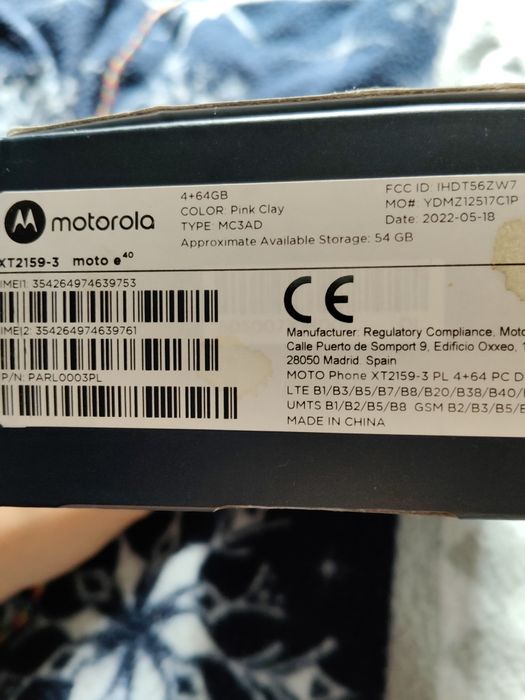 motorola
4+64GB
COLOR: Pink Clay
TYPE: MC3AD
Approximate Available Storage: 54 GB
FCC ID: IHDT56ZW7
MO#: YDMZ12517C1P
Date: 2022-05-18
XT2159-3 moto e⁴⁰
IMEI1: 354264974639753
IMEI2: 354264974639761
P/N: PARL0003PL
CE
Manufacturer: Regulatory Compliance,
Calle Puerto de Somport 9, Edificio Oxxeo,
28050 Madrid. Spain
MOTO Phone XT2159-3 PL 4+64 PC
LTE B1/B3/B5/B7/B8/B20/B38/B40/
UMTS B1/B2/B5/B8 GSM B2/B3/B5/
MADE IN CHINA